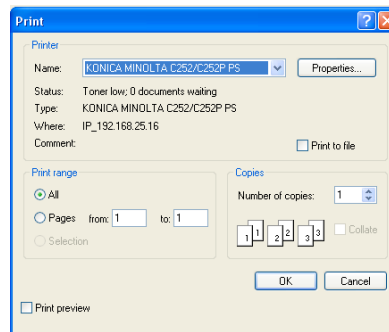 Print
Printer
Name: KONICA MINOLTA C252/C252P PS Properties...
Status: Toner low; 0 documents waiting
Type: KONICA MINOLTA C252/C252P PS
Where: IP_192.168.25.16
Comment: Print to file
Print range
All
Pages from: 1 to: 1
Selection
Copies
Number of copies: 1
1 1 2 2 3 3 Collate
OK Cancel
Print preview